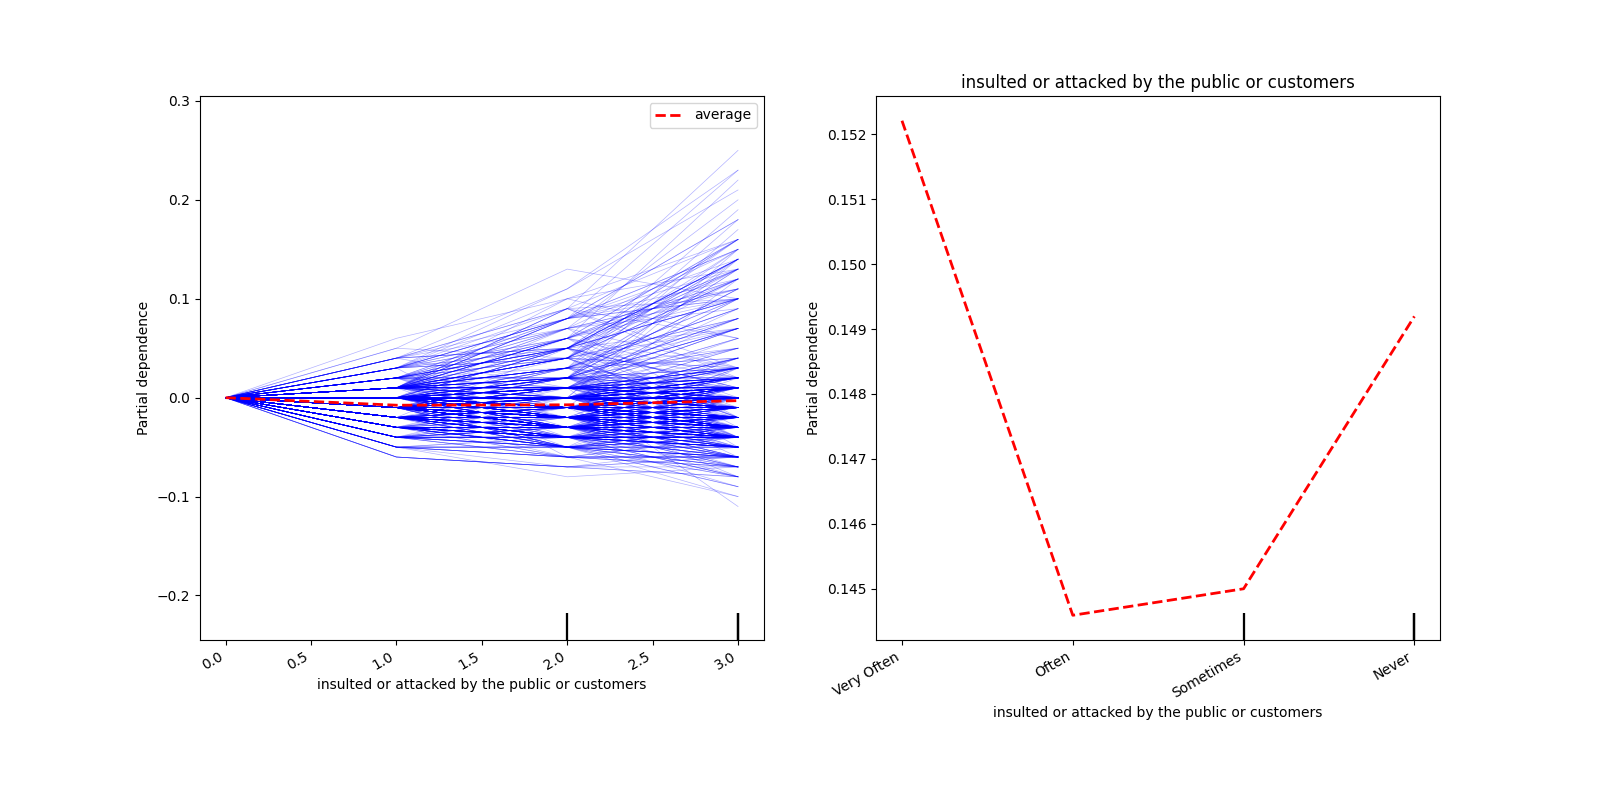 0.3
0.2
0.1
0.0
−0.1
−0.2
Partial dependence
average
0.0
0.5
1.0
1.5
2.0
2.5
3.0
insulted or attacked by the public or customers
insulted or attacked by the public or customers
0.152
0.151
0.150
0.149
0.148
0.147
0.146
0.145
Partial dependence
Very Often
Often
Sometimes
Never
insulted or attacked by the public or customers